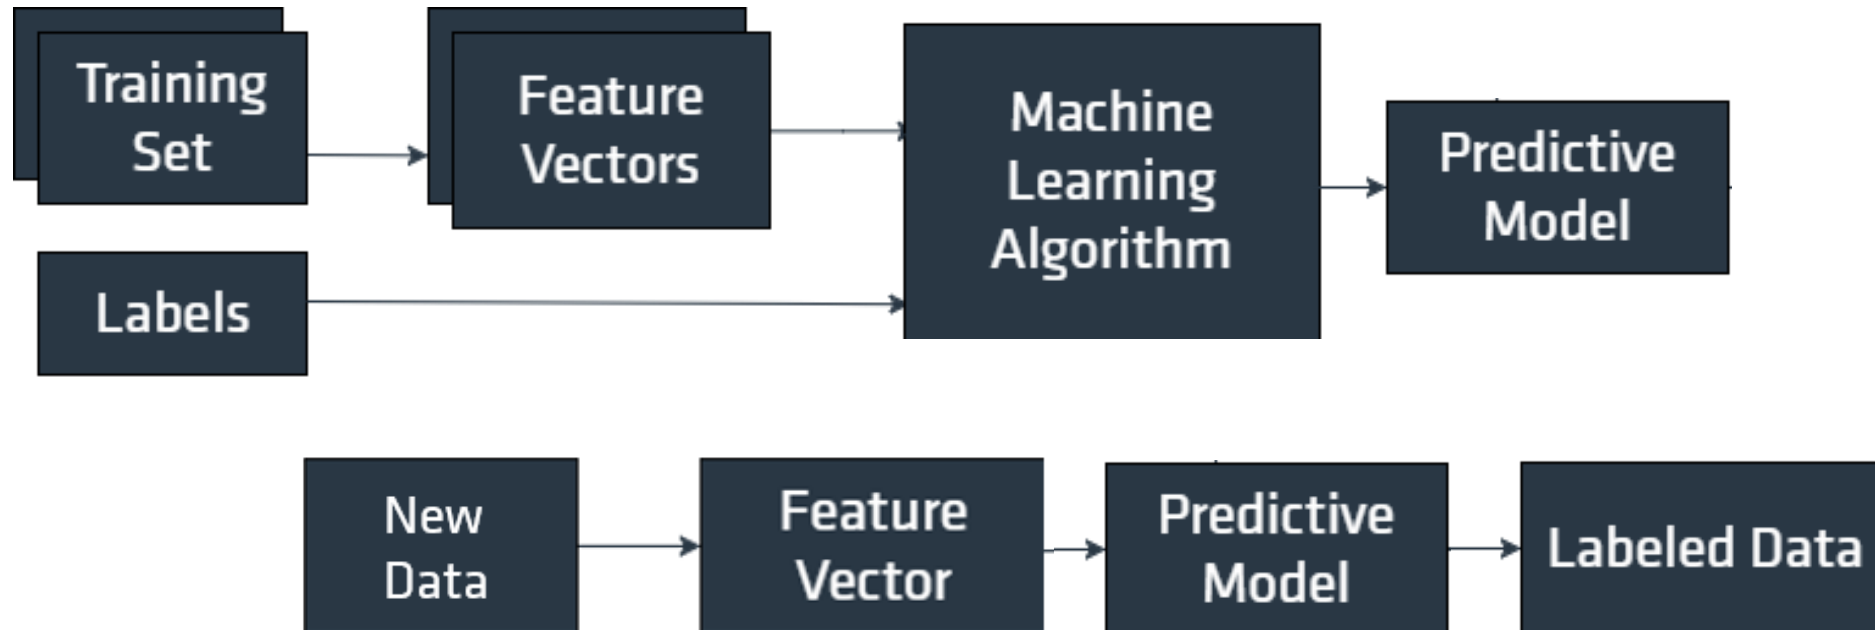 Training
Set
Feature
Vectors
Machine
Learning
Algorithm
Predictive
Model
Labels
New
Data
Feature
Vector
Predictive
Model
Labeled Data